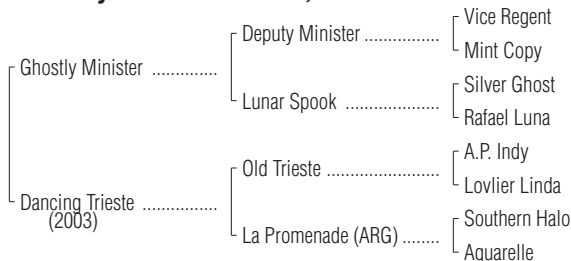 Vice Regent
Deputy Minister ................
Mint Copy
Ghostly Minister ..............
Silver Ghost
Lunar Spook ....................
Rafael Luna
A.P. Indy
Old Trieste ........................
Lovlier Linda
Dancing Trieste ................
(2003)
Southern Halo
La Promenade (ARG) ........
Aquarelle